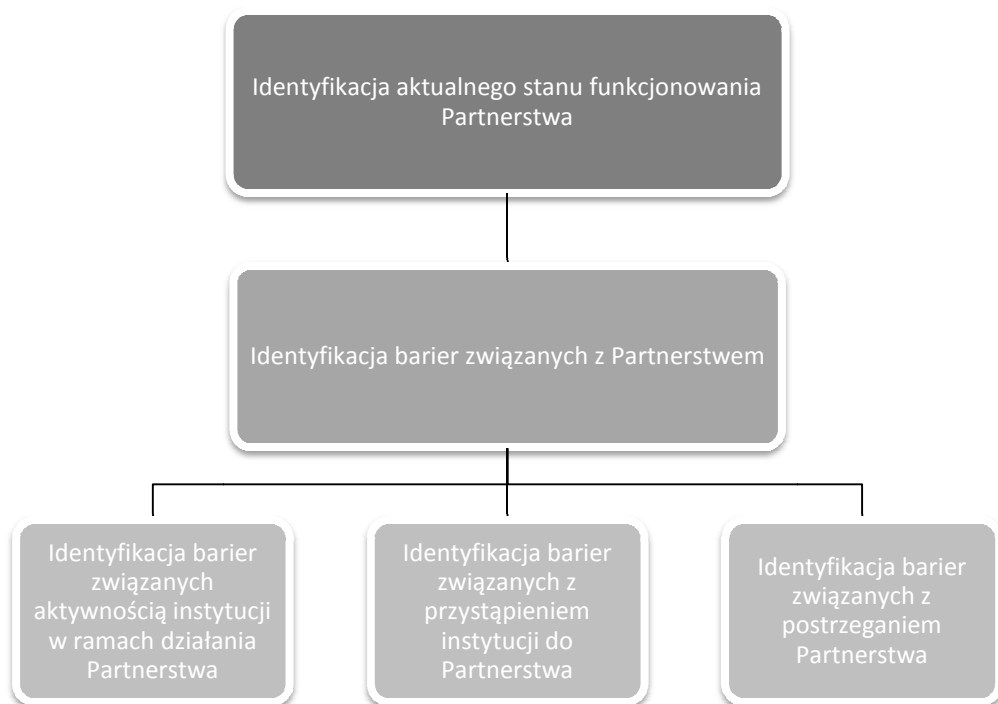 Identyfikacja aktualnego stanu funkcjonowania
Partnerstwa
Identyfikacja barier związanych z Partnerstwem
Identyfikacja barier
związanych
aktywnością instytucji
w ramach działania
Partnerstwa
Identyfikacja barier
związanych z
przystąpieniem
instytucji do
Partnerstwa
Identyfikacja barier
związanych z
postrzeganiem
Partnerstwa